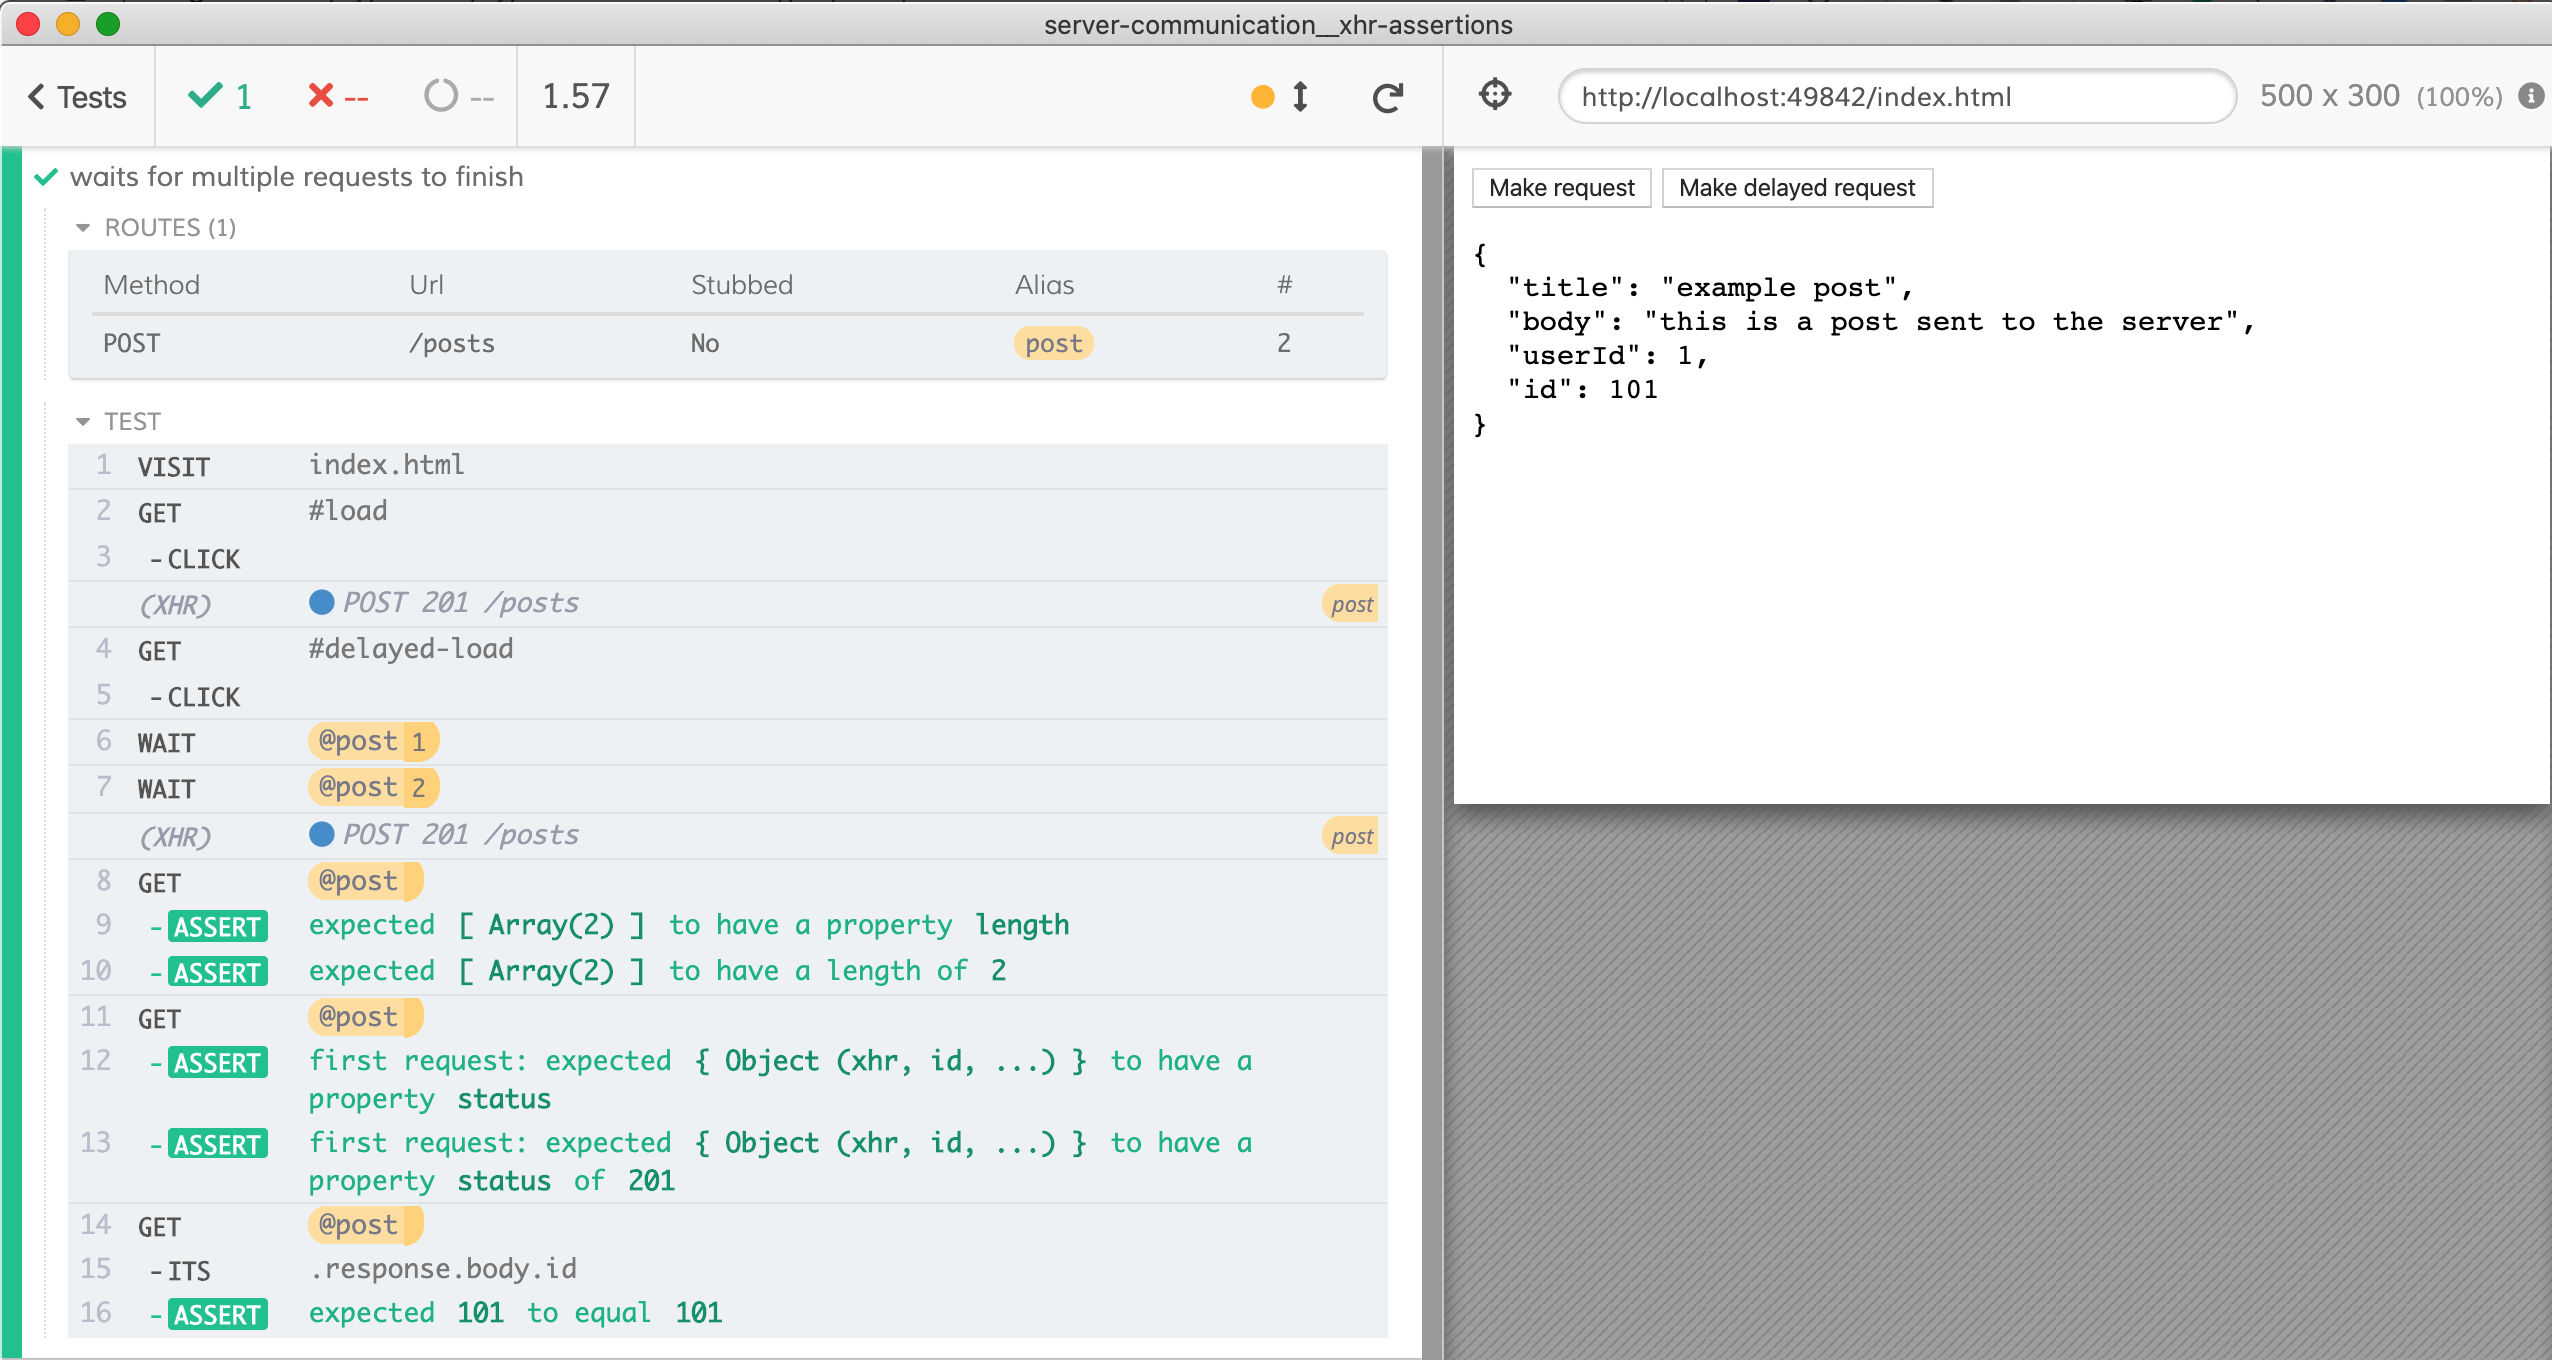 server-communication__xhr-assertions
Tests 1 -- -- 1.57
http://localhost:49842/index.html 500 x 300 (100%)
waits for multiple requests to finish
ROUTES (1)
Method Url Stubbed Alias #
POST /posts No post 2
TEST
1 VISIT index.html
2 GET #load
3 -CLICK
(XHR) POST 201 /posts post
4 GET #delayed-load
5 -CLICK
6 WAIT @post 1
7 WAIT @post 2
(XHR) POST 201 /posts post
8 GET @post
9 -ASSERT expected [ Array(2) ] to have a property length
10 -ASSERT expected [ Array(2) ] to have a length of 2
11 GET @post
12 -ASSERT first request: expected { Object (xhr, id, ...) } to have a
property status
13 -ASSERT first request: expected { Object (xhr, id, ...) } to have a
property status of 201
14 GET @post
15 -ITS .response.body.id
16 -ASSERT expected 101 to equal 101
Make request Make delayed request
{
"title": "example post",
"body": "this is a post sent to the server",
"userId": 1,
"id": 101
}